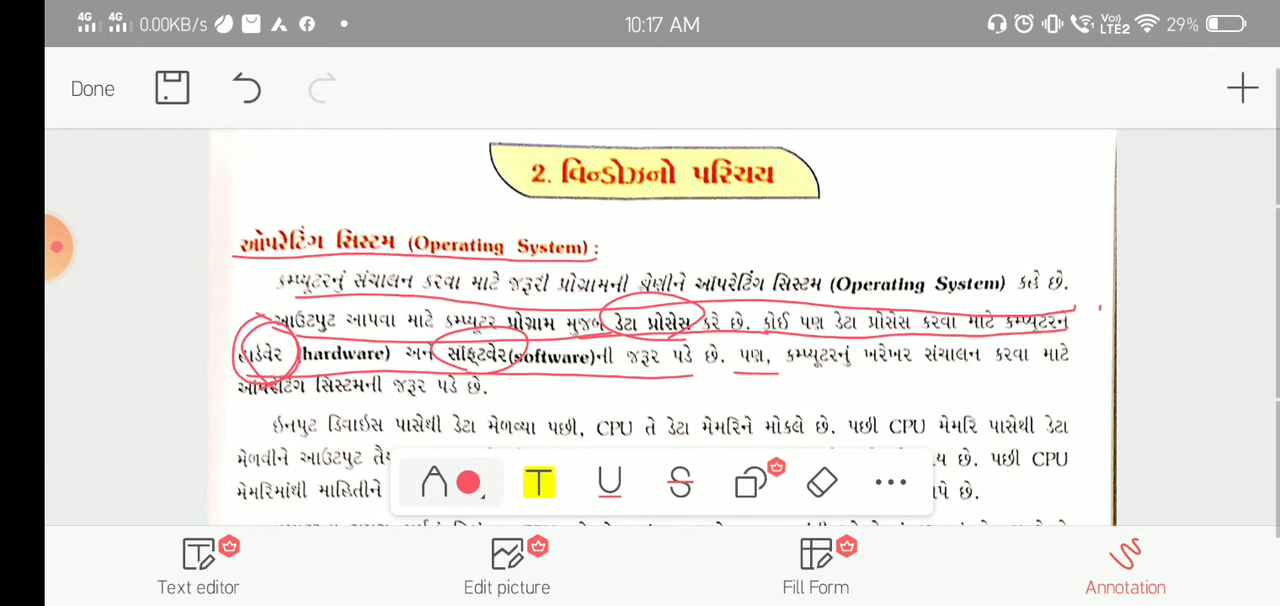 4G 4G 0.00KB/s 10:17 AM Vo) LTE2 29%
Done
2. વિન્ડોઝનો પરિચય
ઓપરેટિંગ સિસ્ટમ (Operating System) :
કમ્પ્યૂટરનું સંચાલન કરવા માટે જરૂરી પ્રોગ્રામની શ્રેણીને ઑપરેટિંગ સિસ્ટમ (Operating System) કહે છે.
આઉટપુટ આપવા માટે કમ્પ્યૂટર પ્રોગ્રામ મુજબ ડેટા પ્રોસેસ કરે છે. કોઈ પણ ડેટા પ્રોસેસ કરવા માટે કમ્પ્યૂટરને
હાર્ડવેર (hardware) અને સૉફ્ટવેર(software)ની જરૂર પડે છે. પણ, કમ્પ્યૂટરનું ખરેખર સંચાલન કરવા માટે
ઑપરેટિંગ સિસ્ટમની જરૂર પડે છે.
ઇનપુટ ડિવાઇસ પાસેથી ડેટા મેળવ્યા પછી, CPU તે ડેટા મેમરિને મોકલે છે. પછી CPU મેમરિ પાસેથી ડેટા
મેળવીને આઉટપુટ છે. પછી CPU
મેમરિમાંથી માહિતીને છે.
T U S
Text editor Edit picture Fill Form Annotation